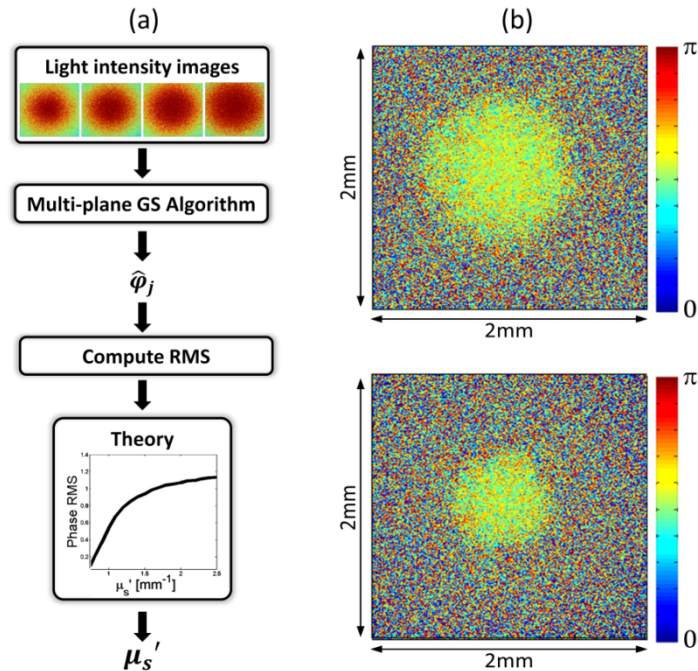 (a)
Light intensity images
Multi-plane GS Algorithm
φ̂ⱼ
Compute RMS
Theory
Phase RMS
1.4
1.2
1
0.8
0.6
0.4
0.2
1
1.5
2
2.5
μₛ' [mm⁻¹]
μₛ'
(b)
2mm
2mm
π
0
2mm
2mm
π
0